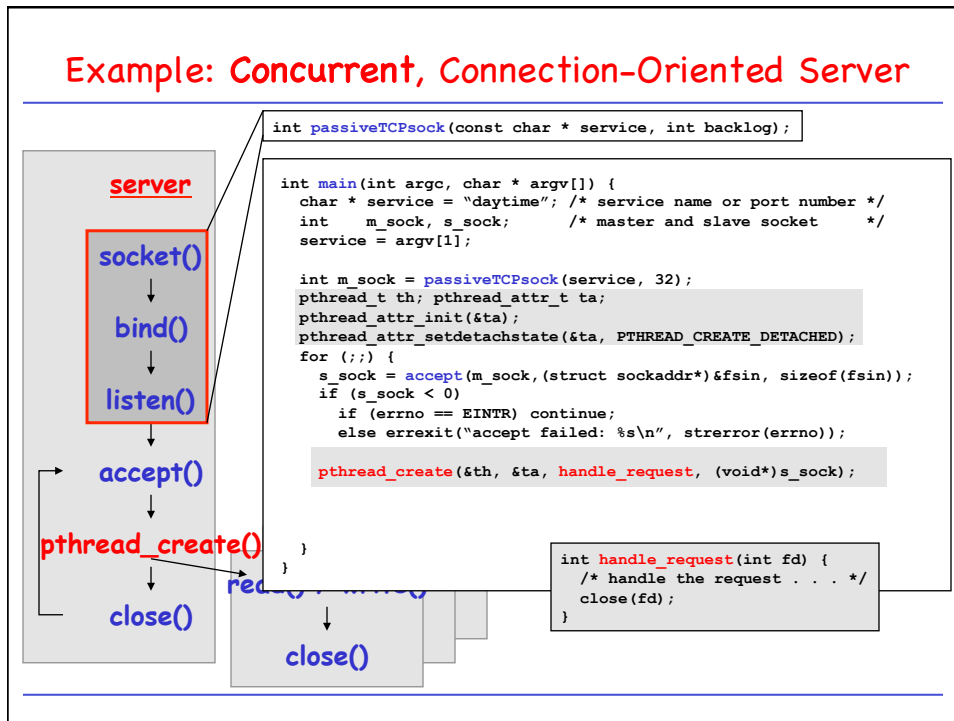 Example: Concurrent, Connection-Oriented Server
int passiveTCPsock(const char * service, int backlog);
server
socket()
bind()
listen()
accept()
pthread_create()
close()
int main(int argc, char * argv[]) {
char * service = “daytime”; /* service name or port number */
int m_sock, s_sock; /* master and slave socket */
service = argv[1];
int m_sock = passiveTCPsock(service, 32);
pthread_t th; pthread_attr_t ta;
pthread_attr_init(&ta);
pthread_attr_setdetachstate(&ta, PTHREAD_CREATE_DETACHED);
for (;;) {
s_sock = accept(m_sock,(struct sockaddr*)&fsin, sizeof(fsin));
if (s_sock < 0)
if (errno == EINTR) continue;
else errexit(“accept failed: %s\n”, strerror(errno));
pthread_create(&th, &ta, handle_request, (void*)s_sock);
}
}
int handle_request(int fd) {
/* handle the request . . . */
close(fd);
}
close()